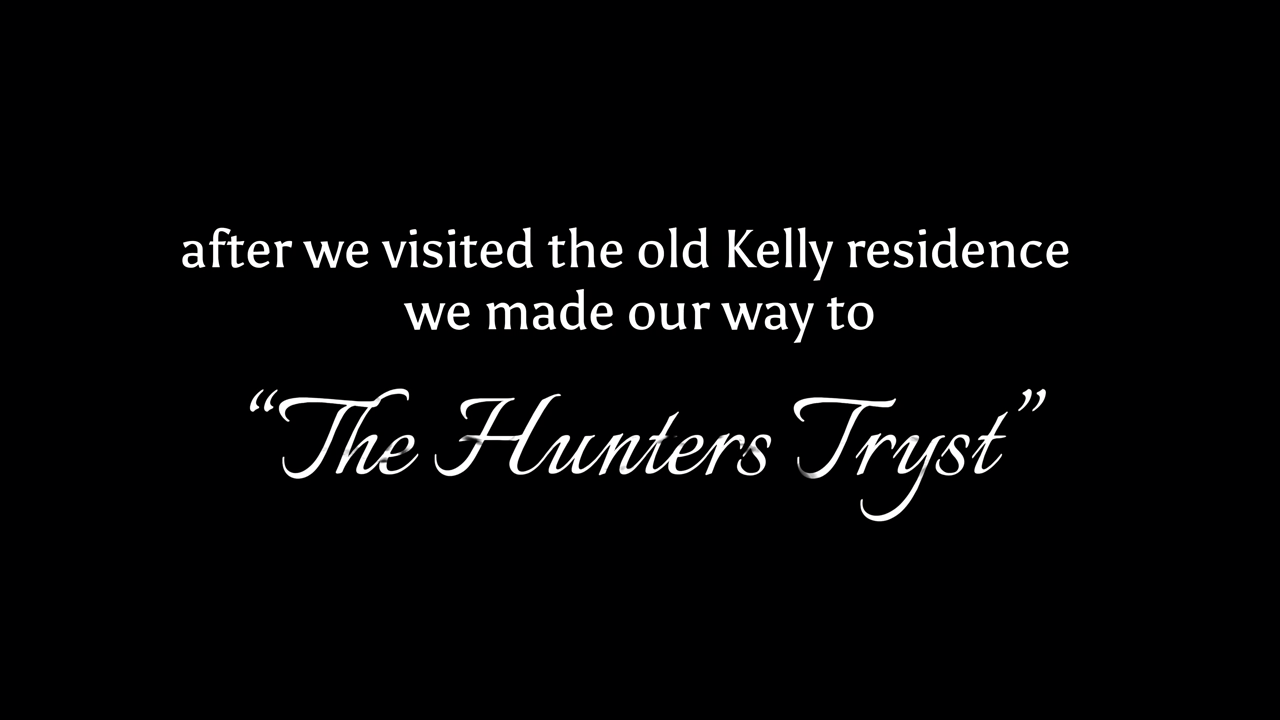 after we visited the old Kelly residence
we made our way to
“The Hunters Tryst”